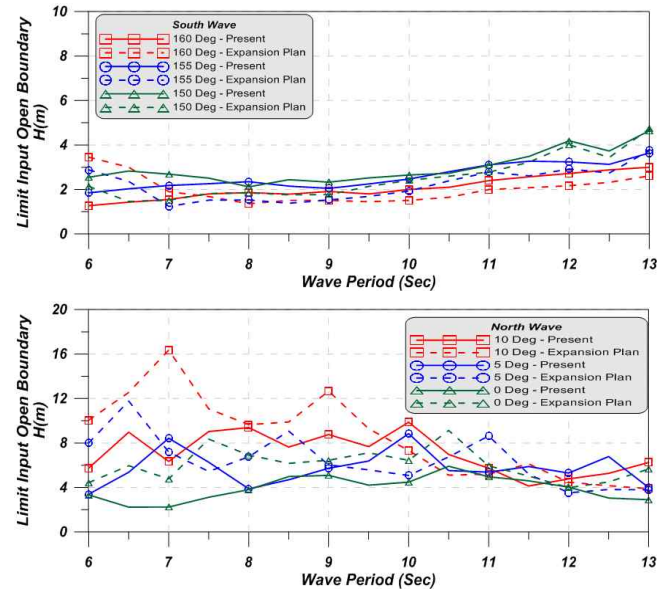 Limit Input Open Boundary
H(m)
10
8
6
4
2
0
South Wave
160 Deg - Present
160 Deg - Expansion Plan
155 Deg - Present
155 Deg - Expansion Plan
150 Deg - Present
150 Deg - Expansion Plan
6 7 8 9 10 11 12 13
Wave Period (Sec)
Limit Input Open Boundary
H(m)
20
16
12
8
4
0
North Wave
10 Deg - Present
10 Deg - Expansion Plan
5 Deg - Present
5 Deg - Expansion Plan
0 Deg - Present
0 Deg - Expansion Plan
6 7 8 9 10 11 12 13
Wave Period (Sec)